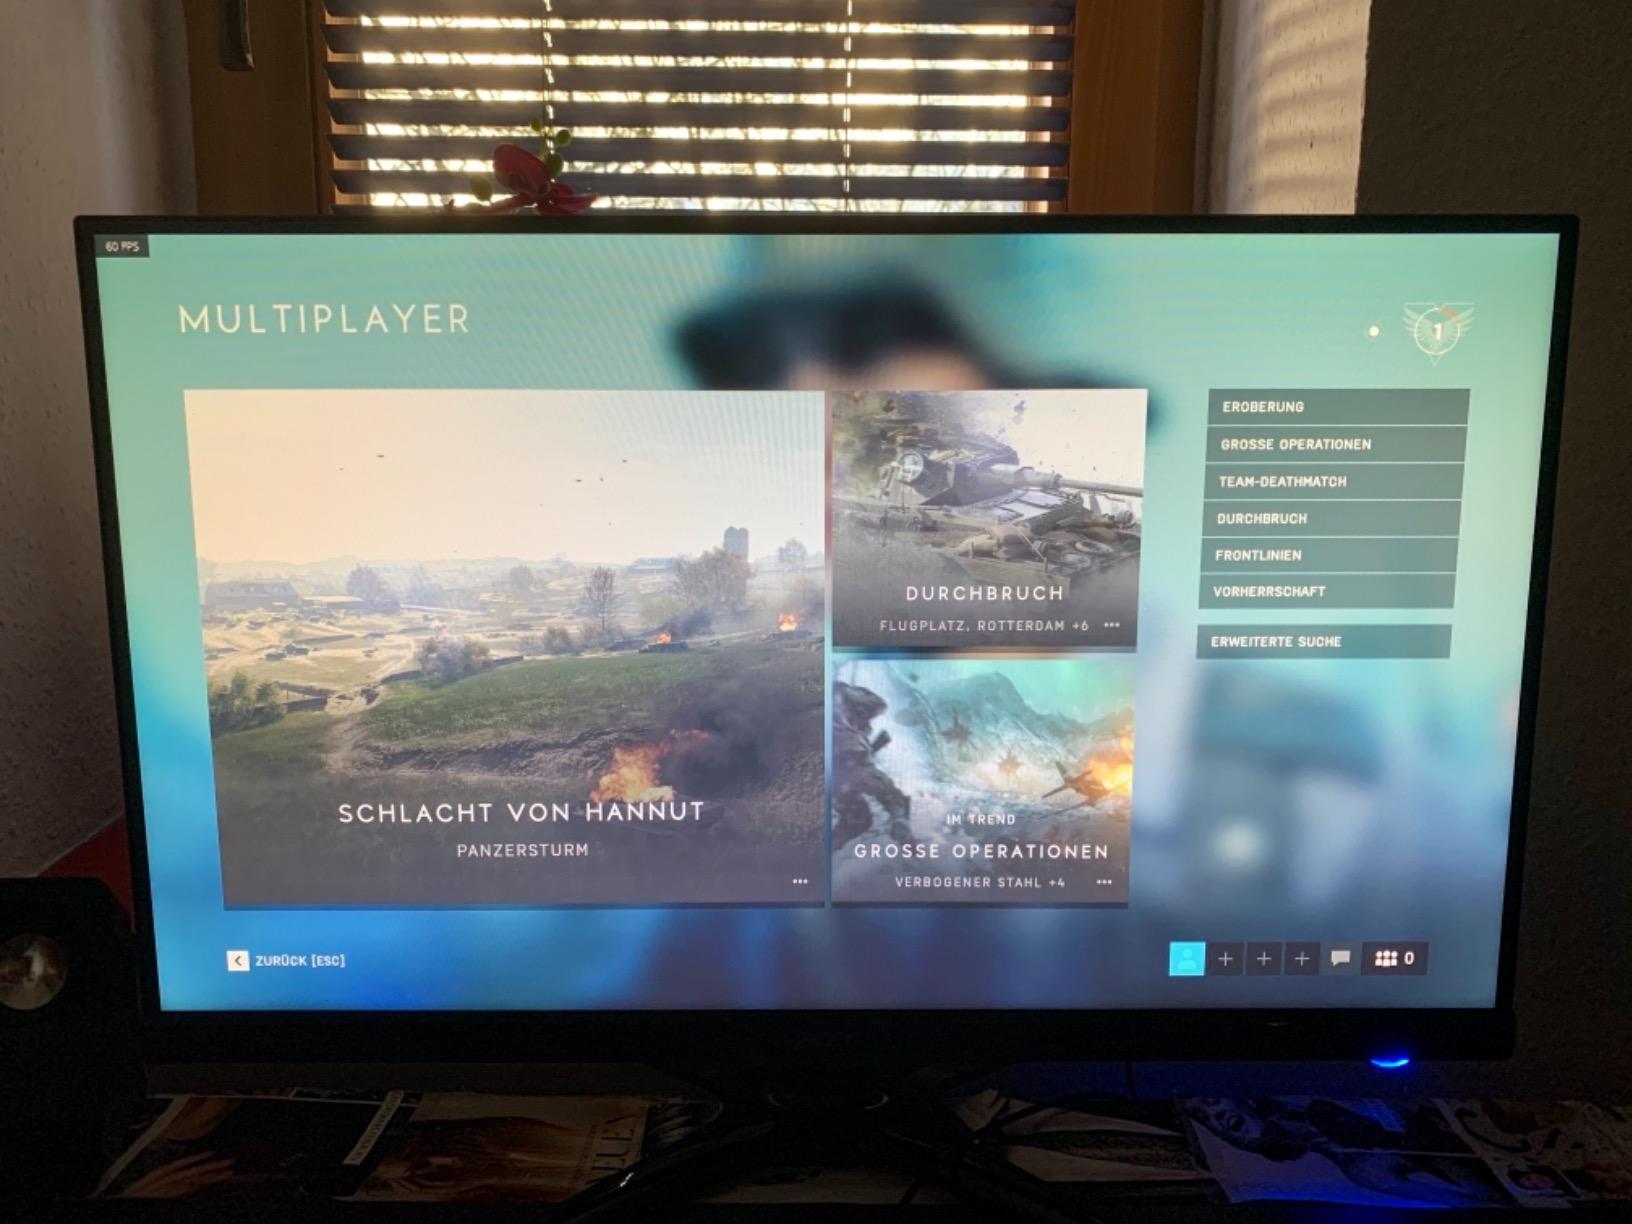 60 FPS
MULTIPLAYER
1
SCHLACHT VON HANNUT
PANZERSTURM
DURCHBRUCH
FLUGPLATZ, ROTTERDAM +6
IM TREND
GROSSE OPERATIONEN
VERBOGENER STAHL +4
EROBERUNG
GROSSE OPERATIONEN
TEAM-DEATHMATCH
DURCHBRUCH
FRONTLINIEN
VORHERRSCHAFT
ERWEITERTE SUCHE
ZURÜCK [ESC]
0